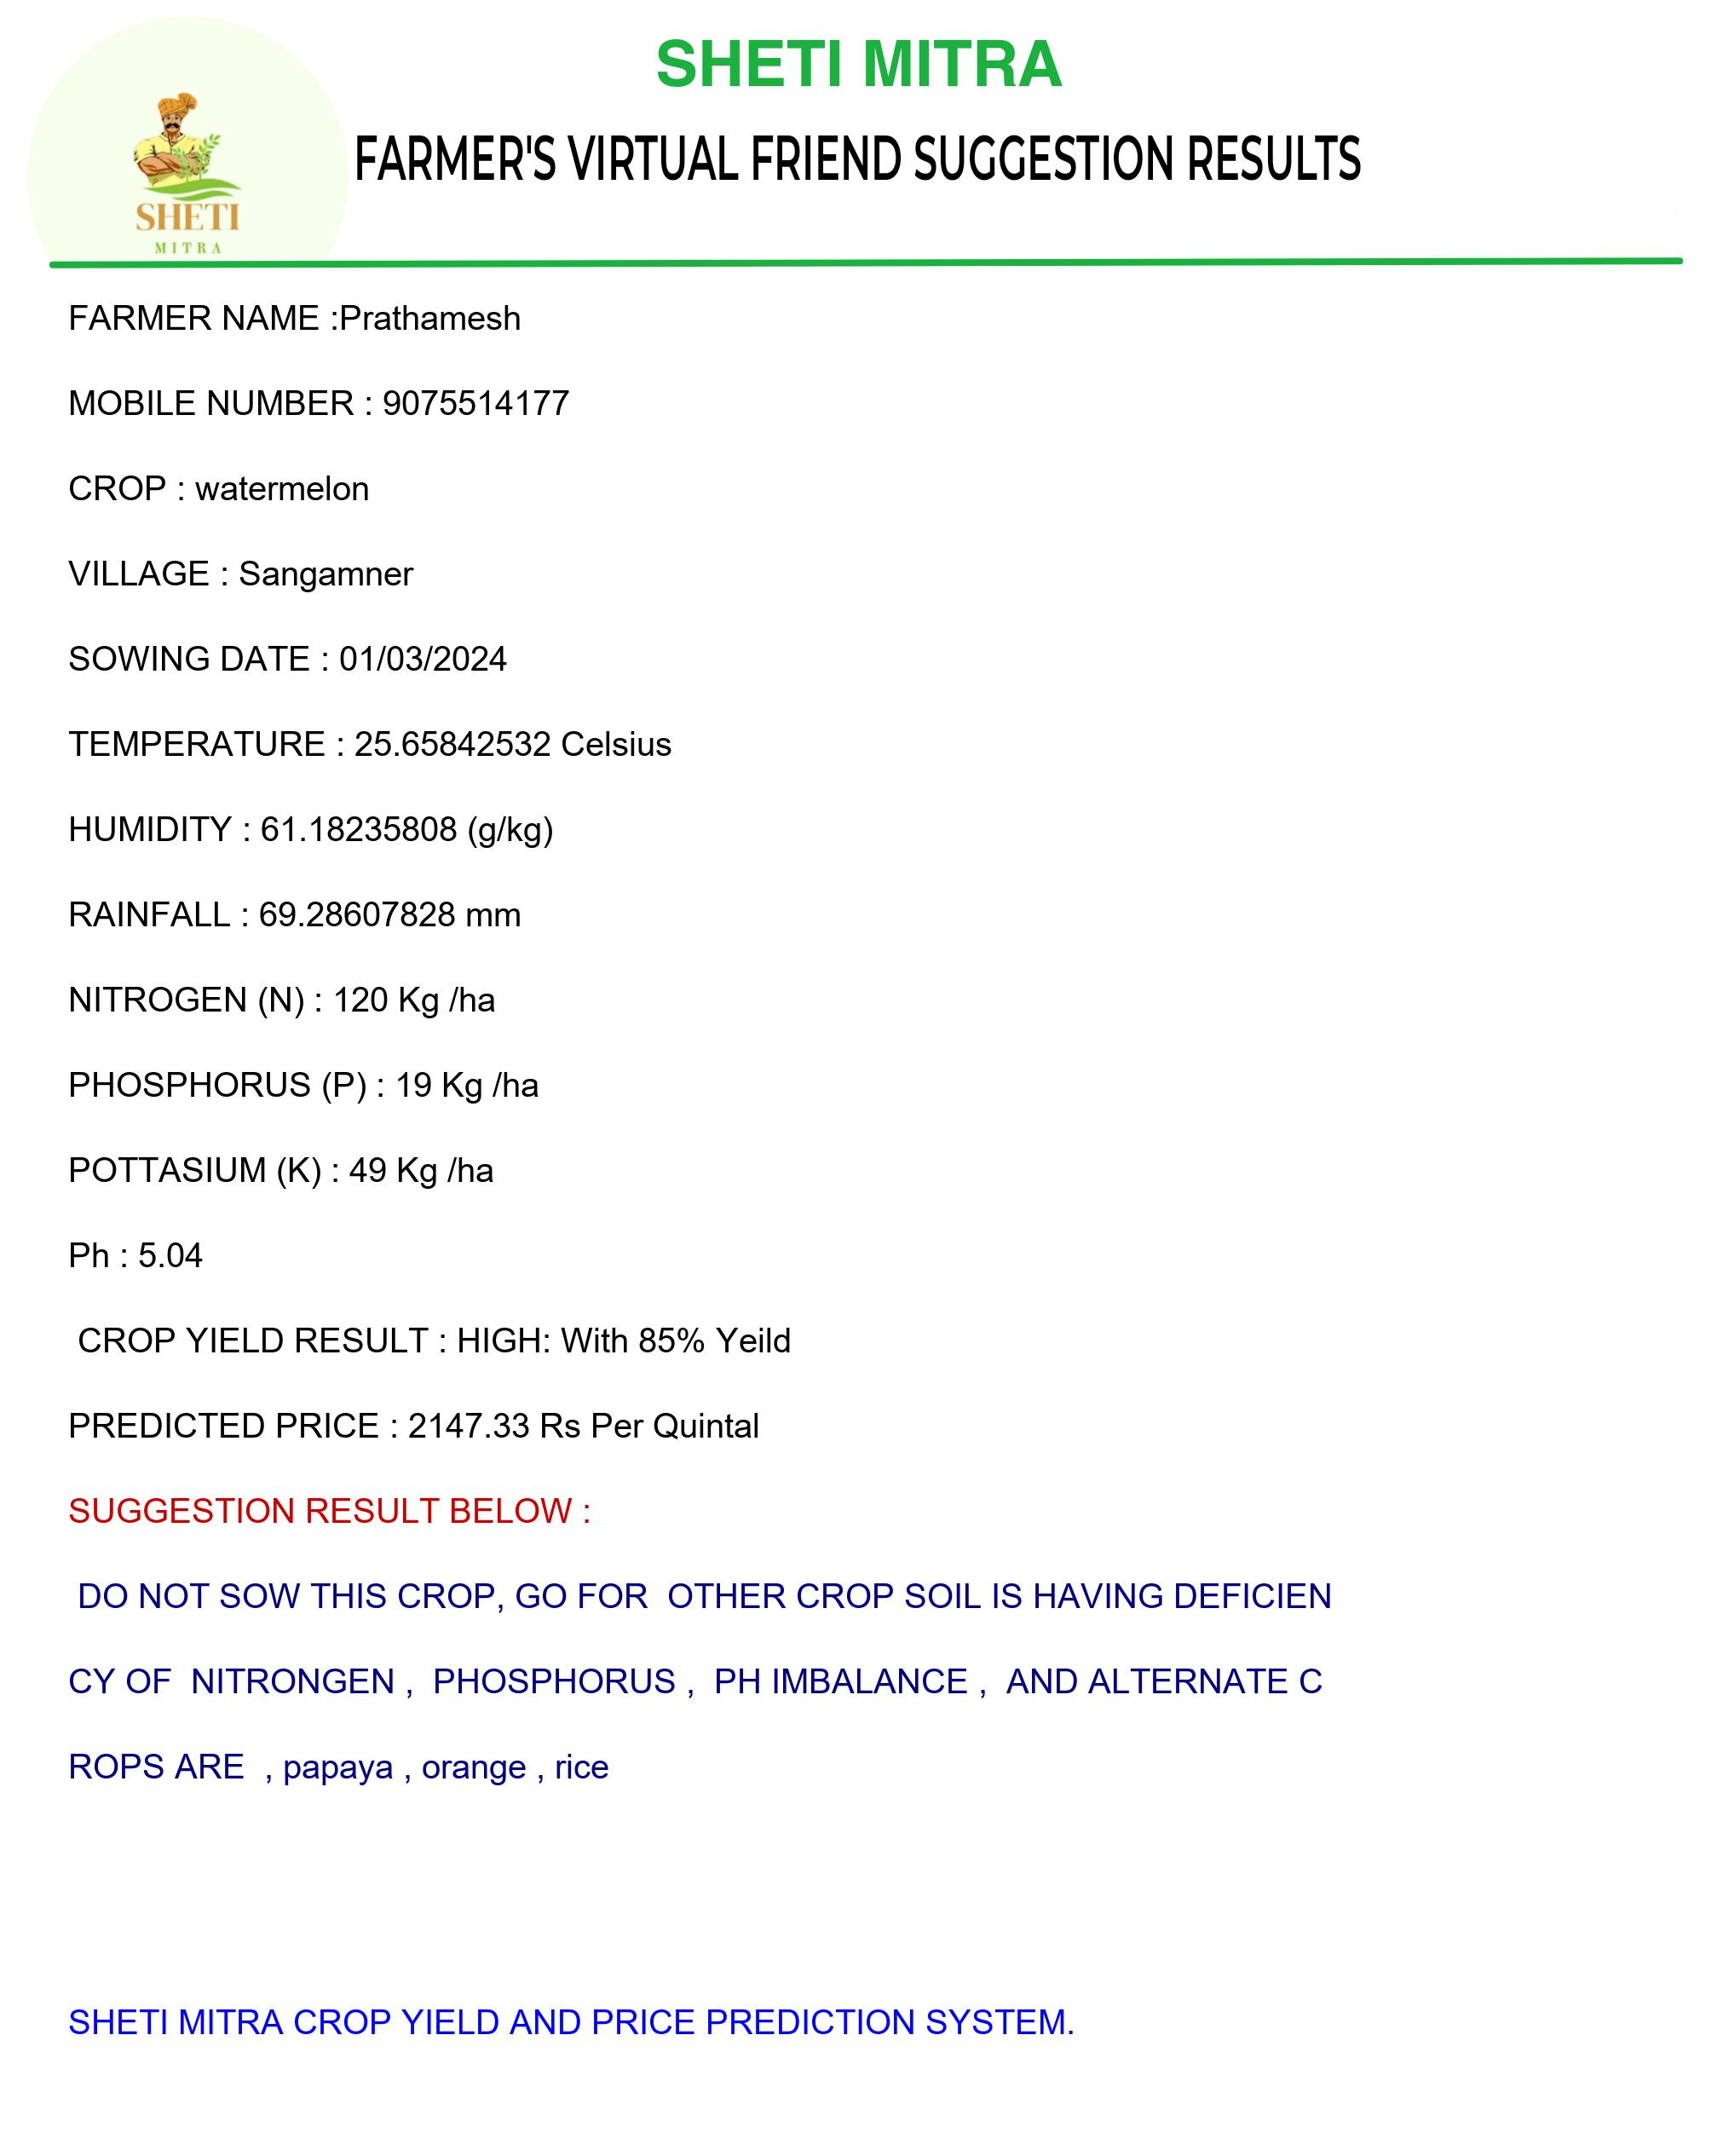 SHETI MITRA
FARMER'S VIRTUAL FRIEND SUGGESTION RESULTS
SHETI
MITRA
FARMER NAME :Prathamesh
MOBILE NUMBER : 9075514177
CROP : watermelon
VILLAGE : Sangamner
SOWING DATE : 01/03/2024
TEMPERATURE : 25.65842532 Celsius
HUMIDITY : 61.18235808 (g/kg)
RAINFALL : 69.28607828 mm
NITROGEN (N) : 120 Kg /ha
PHOSPHORUS (P) : 19 Kg /ha
POTTASIUM (K) : 49 Kg /ha
Ph : 5.04
CROP YIELD RESULT : HIGH: With 85% Yeild
PREDICTED PRICE : 2147.33 Rs Per Quintal
SUGGESTION RESULT BELOW :
DO NOT SOW THIS CROP, GO FOR  OTHER CROP SOIL IS HAVING DEFICIEN
CY OF  NITRONGEN ,  PHOSPHORUS ,  PH IMBALANCE ,  AND ALTERNATE C
ROPS ARE  , papaya , orange , rice
SHETI MITRA CROP YIELD AND PRICE PREDICTION SYSTEM.